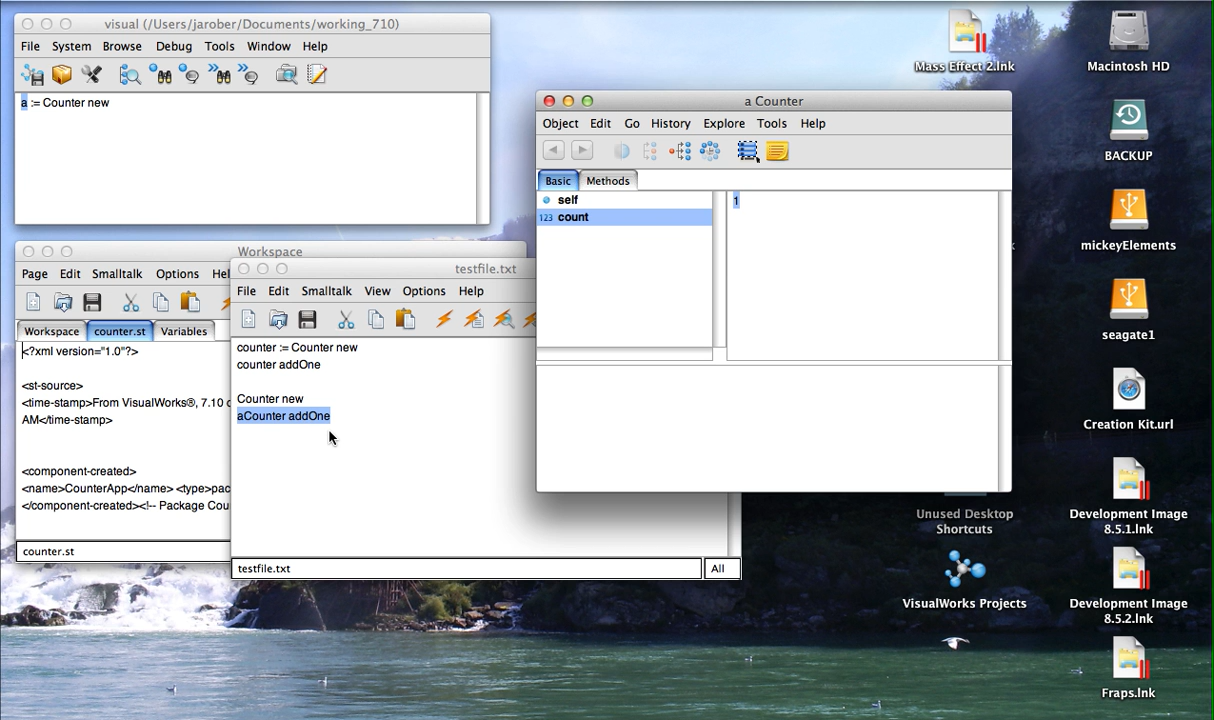 visual (/Users/jarober/Documents/working_710)
File System Browse Debug Tools Window Help
a := Counter new
Workspace
Page Edit Smalltalk Options
Workspace counter.st Variables
<?xml version="1.0"?>
<st-source>
<time-stamp>From VisualWorks®, 7.10
AM</time-stamp>
<component-created>
<name>CounterApp</name> <type>
</component-created><!-- Package
counter.st
testfile.txt
File Edit Smalltalk View Options Help
counter := Counter new
counter addOne
Counter new
aCounter addOne
testfile.txt All
a Counter
Object Edit Go History Explore Tools Help
Basic Methods
self
123 count
1
Mass Effect 2.lnk
Macintosh HD
BACKUP
mickeyElements
seagate1
Creation Kit.url
Unused Desktop
Shortcuts
Development Image
8.5.1.lnk
VisualWorks Projects
Development Image
8.5.2.lnk
Fraps.lnk